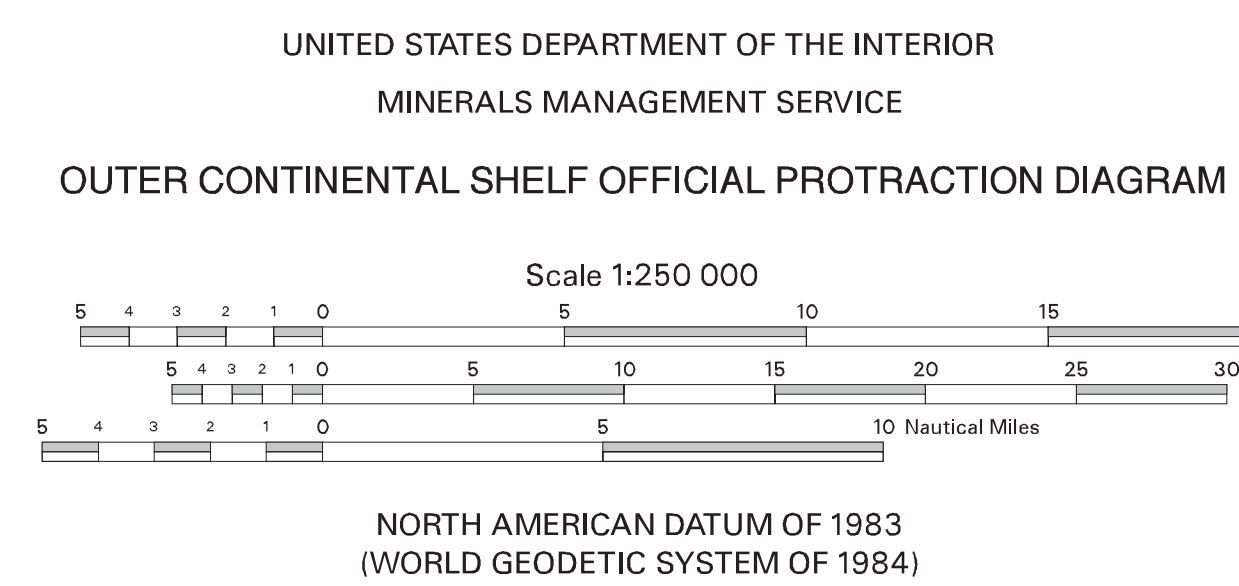 UNITED STATES DEPARTMENT OF THE INTERIOR
MINERALS MANAGEMENT SERVICE
OUTER CONTINENTAL SHELF OFFICIAL PROTRACTION DIAGRAM
Scale 1:250 000
5 4 3 2 1 0 5 10 15
5 4 3 2 1 0 5 10 15 20 25 30
5 4 3 2 1 0 5 10 Nautical Miles
NORTH AMERICAN DATUM OF 1983
(WORLD GEODETIC SYSTEM OF 1984)